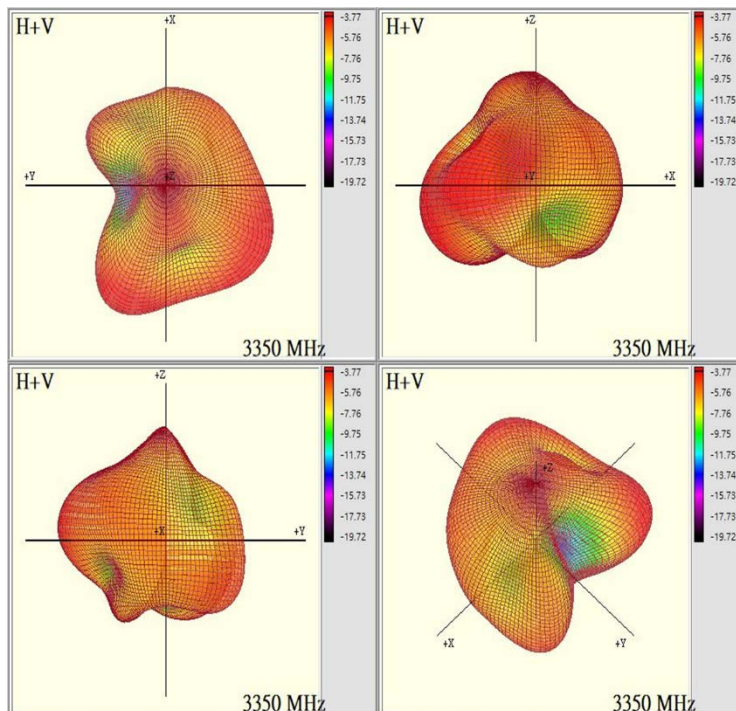 H+V
+X
-3.77
-5.76
-7.76
-9.75
-11.75
-13.74
-15.73
-17.73
-19.72
+Y
+Z
3350 MHz
H+V
+Z
-3.77
-5.76
-7.76
-9.75
-11.75
-13.74
-15.73
-17.73
-19.72
+Y
+X
3350 MHz
H+V
+Z
-3.77
-5.76
-7.76
-9.75
-11.75
-13.74
-15.73
-17.73
-19.72
+X
+Y
3350 MHz
H+V
-3.77
-5.76
-7.76
-9.75
-11.75
-13.74
-15.73
-17.73
-19.72
+Z
+X
+Y
3350 MHz